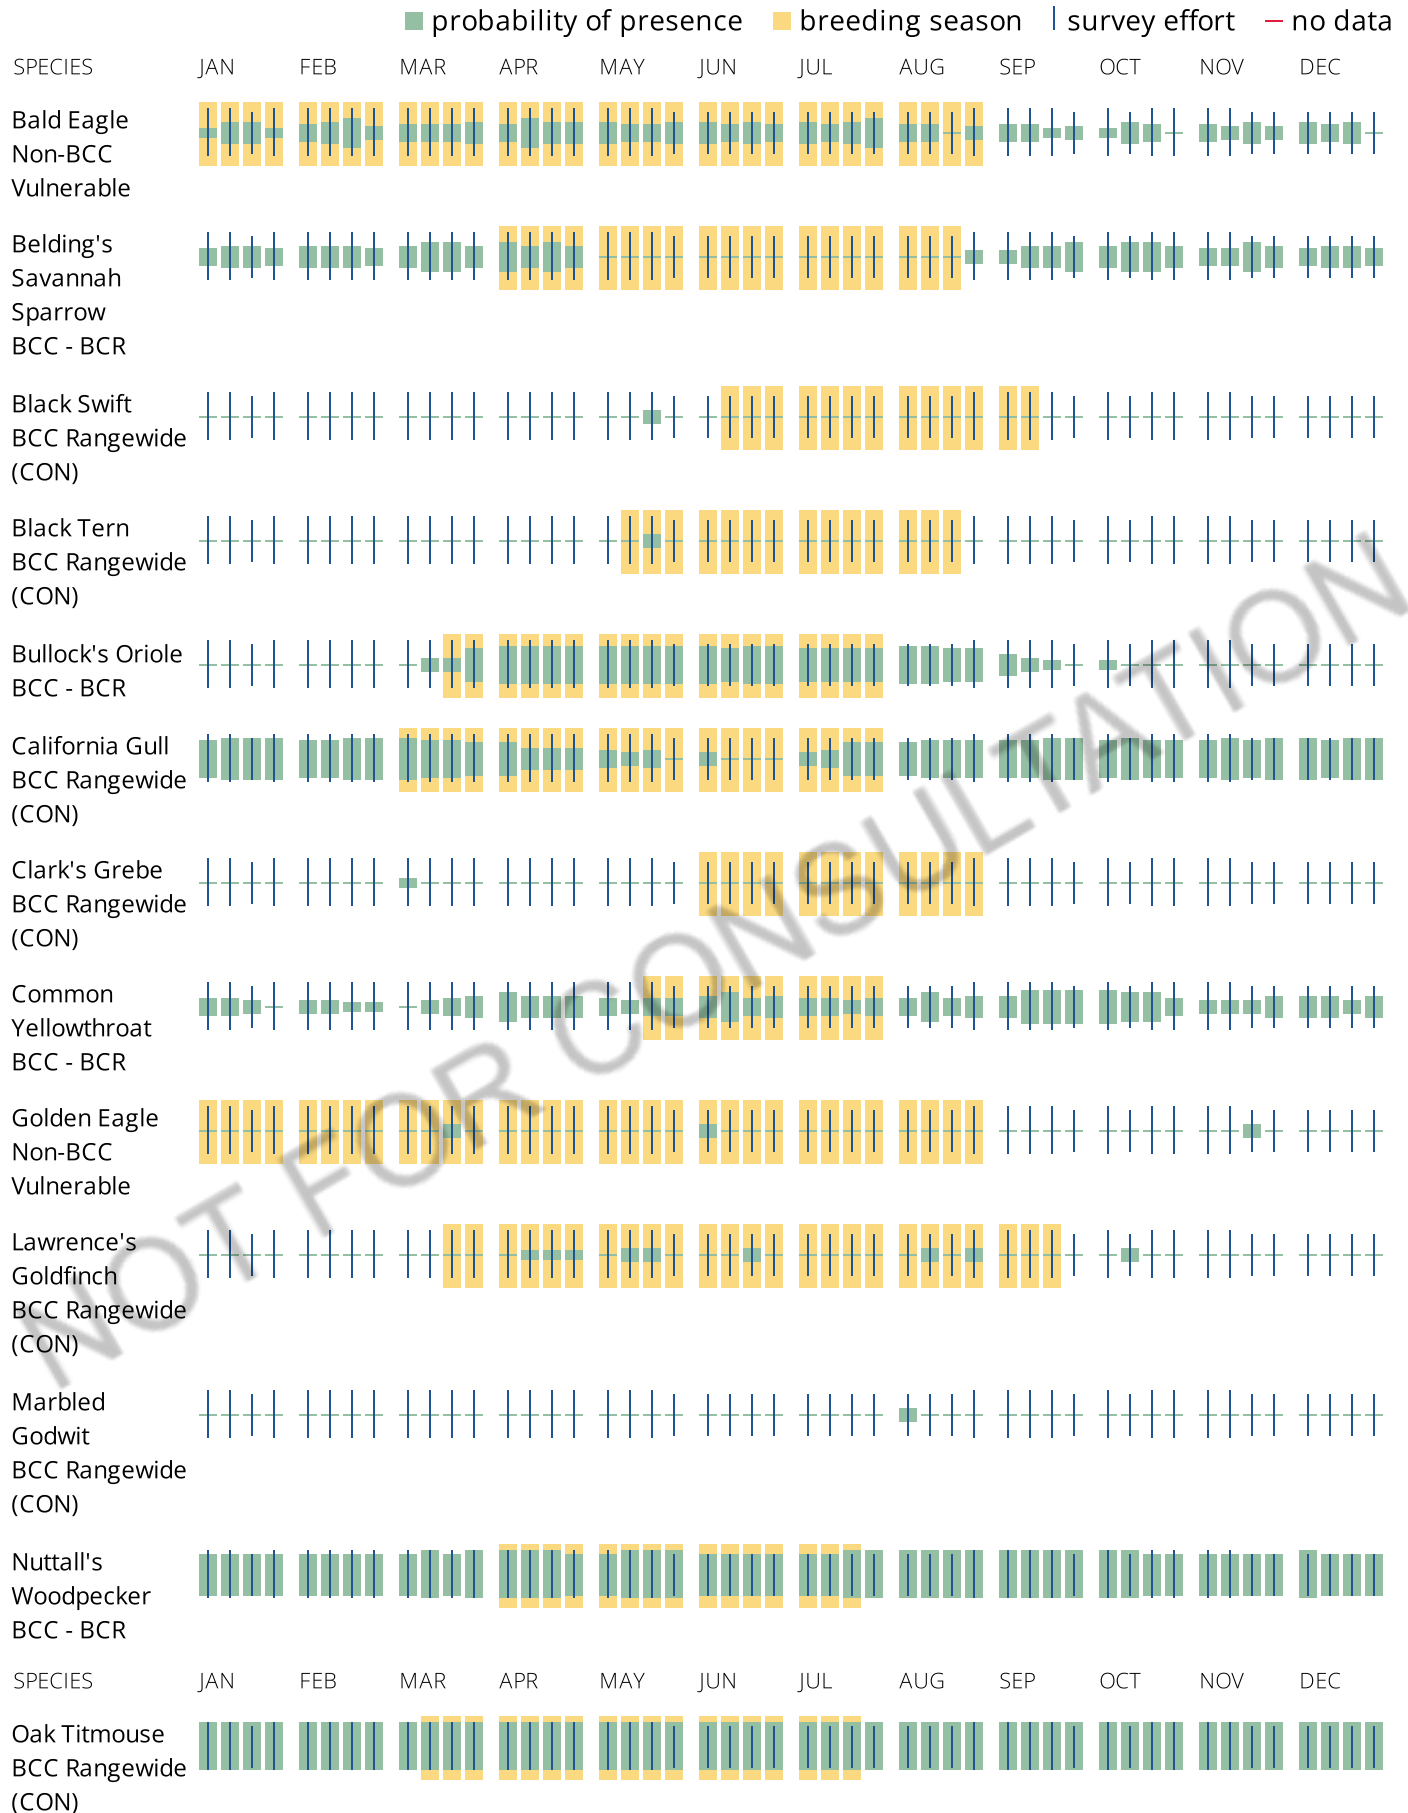 probability of presence breeding season survey effort no data
SPECIES JAN FEB MAR APR MAY JUN JUL AUG SEP OCT NOV DEC
Bald Eagle
Non-BCC
Vulnerable
Belding's
Savannah
Sparrow
BCC - BCR
Black Swift
BCC Rangewide
(CON)
Black Tern
BCC Rangewide
(CON)
Bullock's Oriole
BCC - BCR
California Gull
BCC Rangewide
(CON)
Clark's Grebe
BCC Rangewide
(CON)
Common
Yellowthroat
BCC - BCR
Golden Eagle
Non-BCC
Vulnerable
Lawrence's
Goldfinch
BCC Rangewide
(CON)
Marbled
Godwit
BCC Rangewide
(CON)
Nuttall's
Woodpecker
BCC - BCR
SPECIES JAN FEB MAR APR MAY JUN JUL AUG SEP OCT NOV DEC
Oak Titmouse
BCC Rangewide
(CON)
NOT FOR CONSULTATION